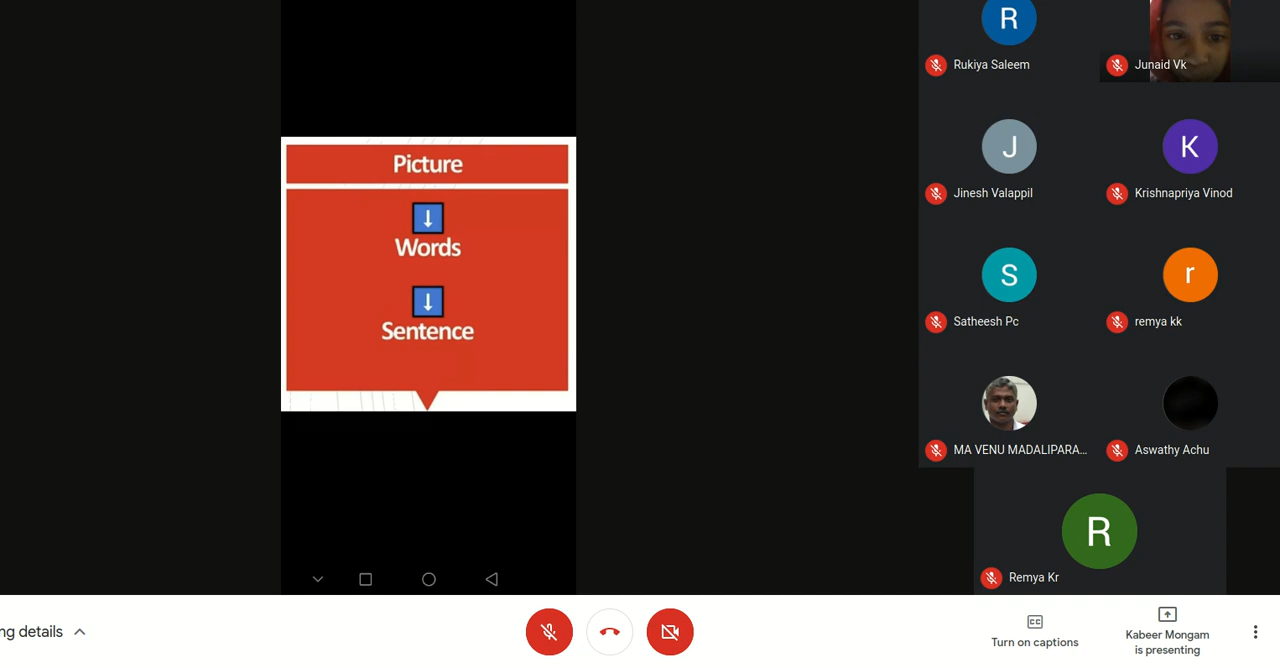 Picture
↓
Words
↓
Sentence
R
Rukiya Saleem
Junaid Vk
J
Jinesh Valappil
K
Krishnapriya Vinod
S
Satheesh Pc
r
remya kk
MA VENU MADALIPARA...
Aswathy Achu
R
Remya Kr
ng details
CC
Turn on captions
Kabeer Mongam
is presenting